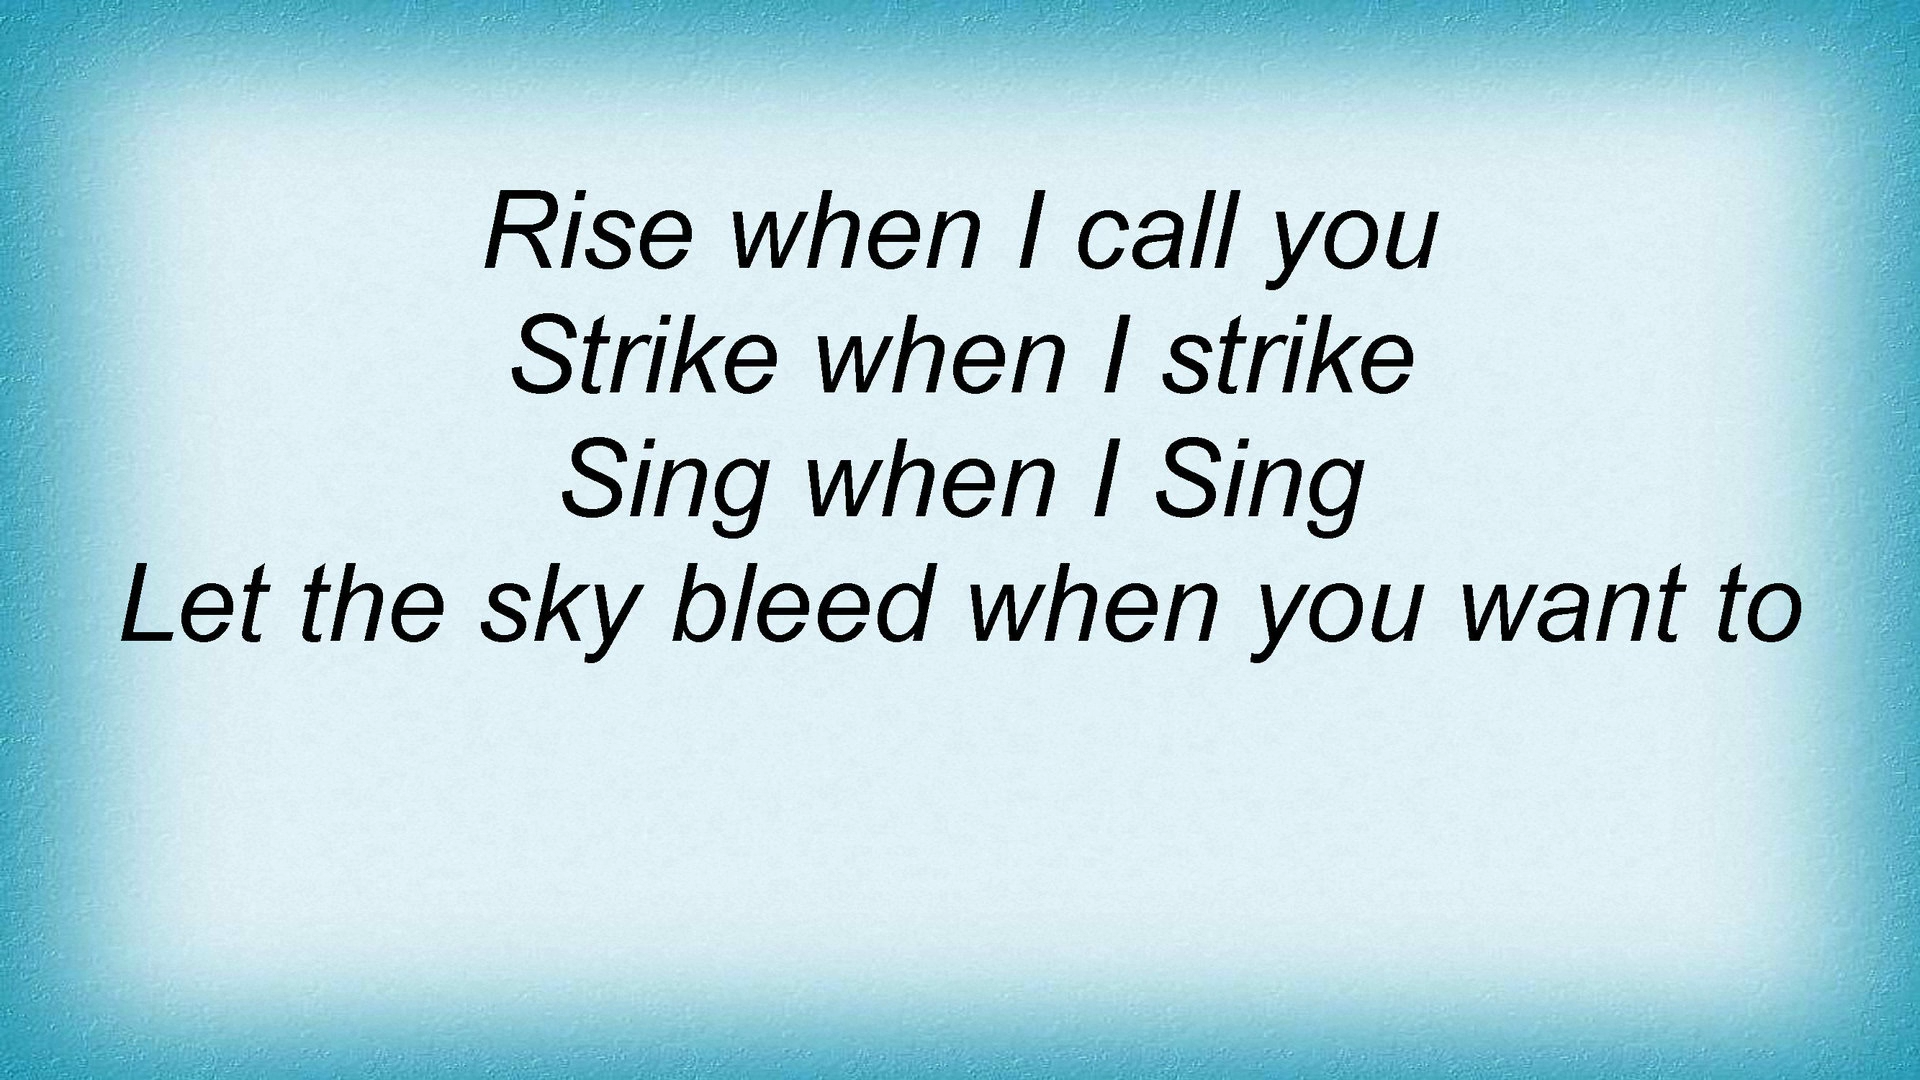 Rise when I call you
Strike when I strike
Sing when I Sing
Let the sky bleed when you want to